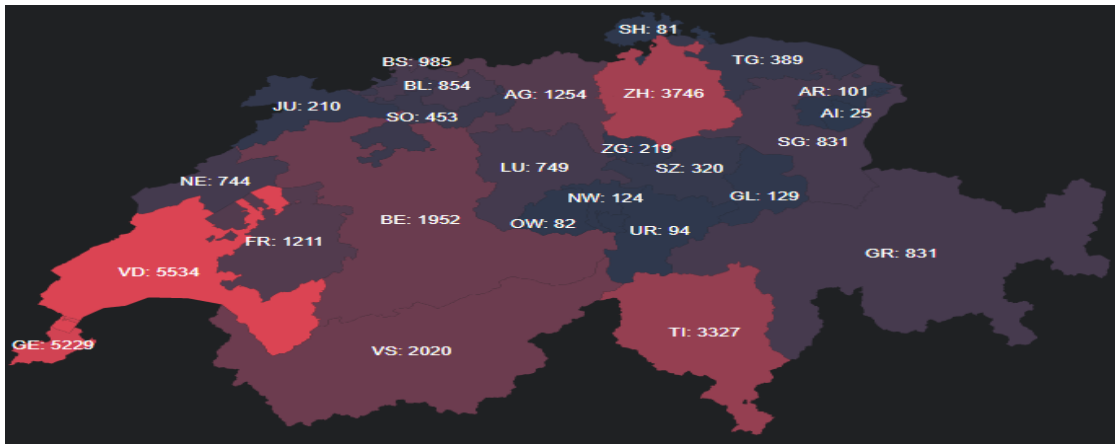 SH: 81
BS: 985
TG: 389
BL: 854
AG: 1254
ZH: 3746
AR: 101
JU: 210
SO: 453
AI: 25
ZG: 219
SG: 831
LU: 749
SZ: 320
NE: 744
NW: 124
GL: 129
BE: 1952
OW: 82
UR: 94
FR: 1211
GR: 831
VD: 5534
TI: 3327
GE: 5229
VS: 2020